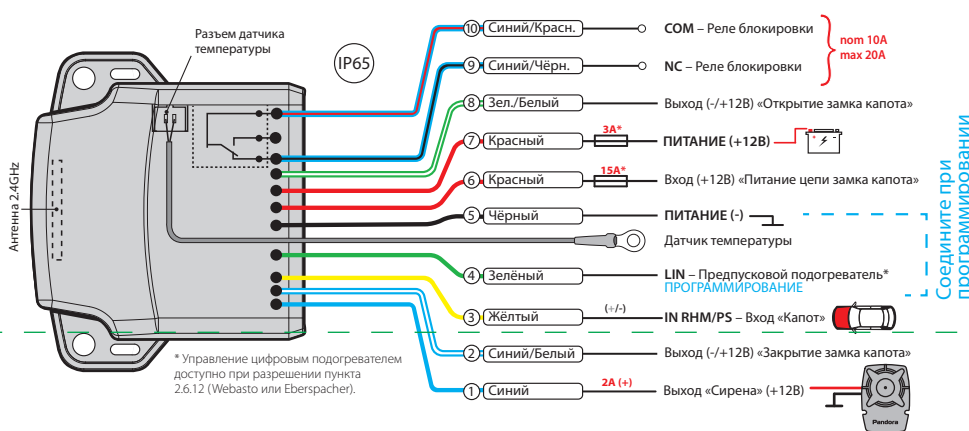 Разъем датчика
температуры
IP65
Антенна 2.4GHz
10 Синий/Красн.
COM – Реле блокировки
nom 10A
max 20A
9 Синий/Чёрн.
NC – Реле блокировки
8 Зел./Белый
Выход (-/+12В) «Открытие замка капота»
7 Красный
3А*
ПИТАНИЕ (+12В)
6 Красный
15А*
Вход (+12В) «Питание цепи замка капота»
5 Чёрный
ПИТАНИЕ (-)
Датчик температуры
4 Зелёный
LIN – Предпусковой подогреватель*
ПРОГРАММИРОВАНИЕ
Соедините при
программировании
3 Жёлтый
(+/-)
IN RHM/PS – Вход «Капот»
2 Синий/Белый
Выход (-/+12В) «Закрытие замка капота»
1 Синий
2А (+)
Выход «Сирена» (+12В)
Pandora
* Управление цифровым подогревателем
доступно при разрешении пункта
2.6.12 (Webasto или Eberspacher).